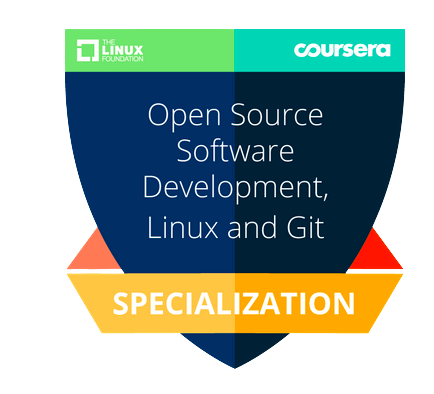 THE
LINUX
FOUNDATION
coursera
Open Source
Software
Development,
Linux and Git
SPECIALIZATION